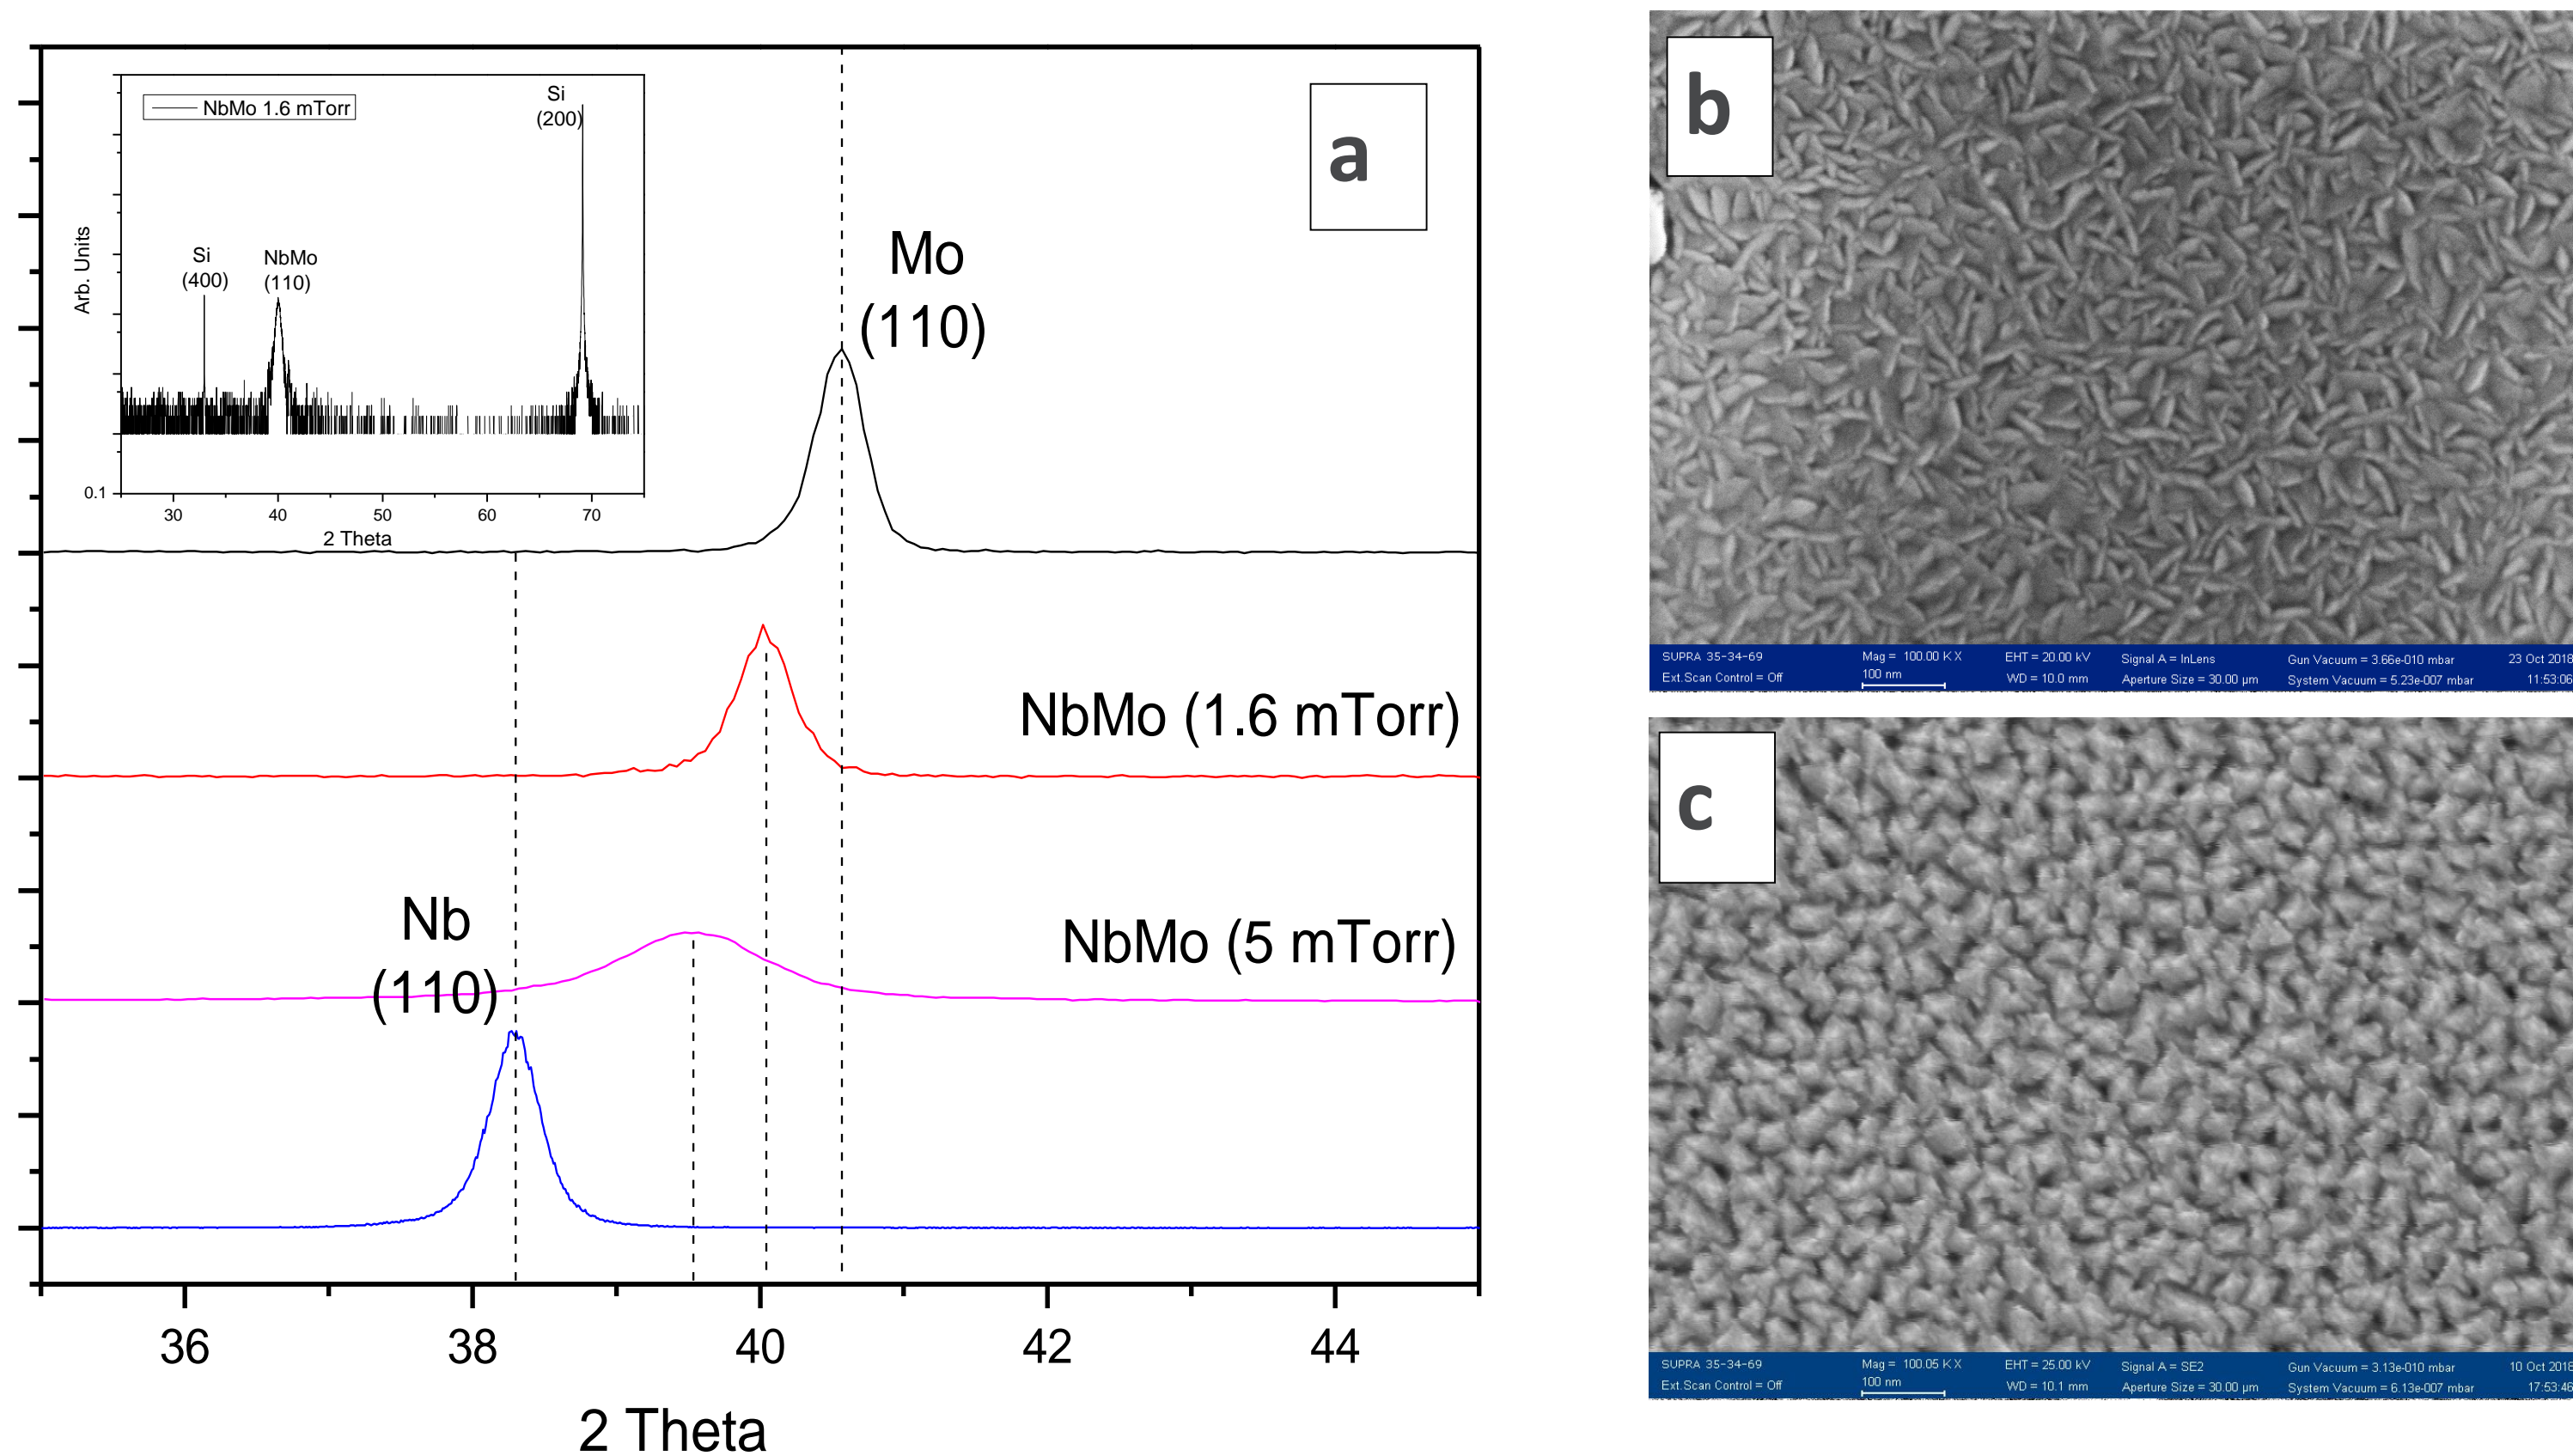 a
NbMo 1.6 mTorr
Si
(200)
Si
(400)
NbMo
(110)
Arb. Units
0.1
30 40 50 60 70
2 Theta
Mo
(110)
NbMo (1.6 mTorr)
Nb
(110)
NbMo (5 mTorr)
36 38 40 42 44
2 Theta
b
SUPRA 35-34-69 Mag = 100.00 K X EHT = 20.00 kV Signal A = InLens Gun Vacuum = 3.66e-010 mbar 23 Oct 2018
Ext.Scan Control = Off 100 nm WD = 10.0 mm Aperture Size = 30.00 µm System Vacuum = 5.23e-007 mbar 11:53:06
c
SUPRA 35-34-69 Mag = 100.05 K X EHT = 25.00 kV Signal A = SE2 Gun Vacuum = 3.13e-010 mbar 10 Oct 2018
Ext.Scan Control = Off 100 nm WD = 10.1 mm Aperture Size = 30.00 µm System Vacuum = 6.13e-007 mbar 17:53:46